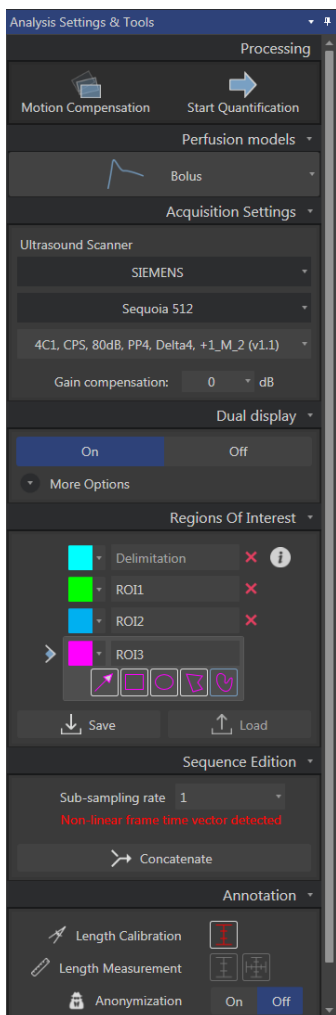 Analysis Settings & Tools
Processing
Motion Compensation
Start Quantification
Perfusion models
Bolus
Acquisition Settings
Ultrasound Scanner
SIEMENS
Sequoia 512
4C1, CPS, 80dB, PP4, Delta4, +1_M_2 (v1.1)
Gain compensation: 0 dB
Dual display
On Off
More Options
Regions Of Interest
Delimitation
ROI1
ROI2
ROI3
Save Load
Sequence Edition
Sub-sampling rate 1
Non-linear frame time vector detected
Concatenate
Annotation
Length Calibration
Length Measurement
Anonymization On Off